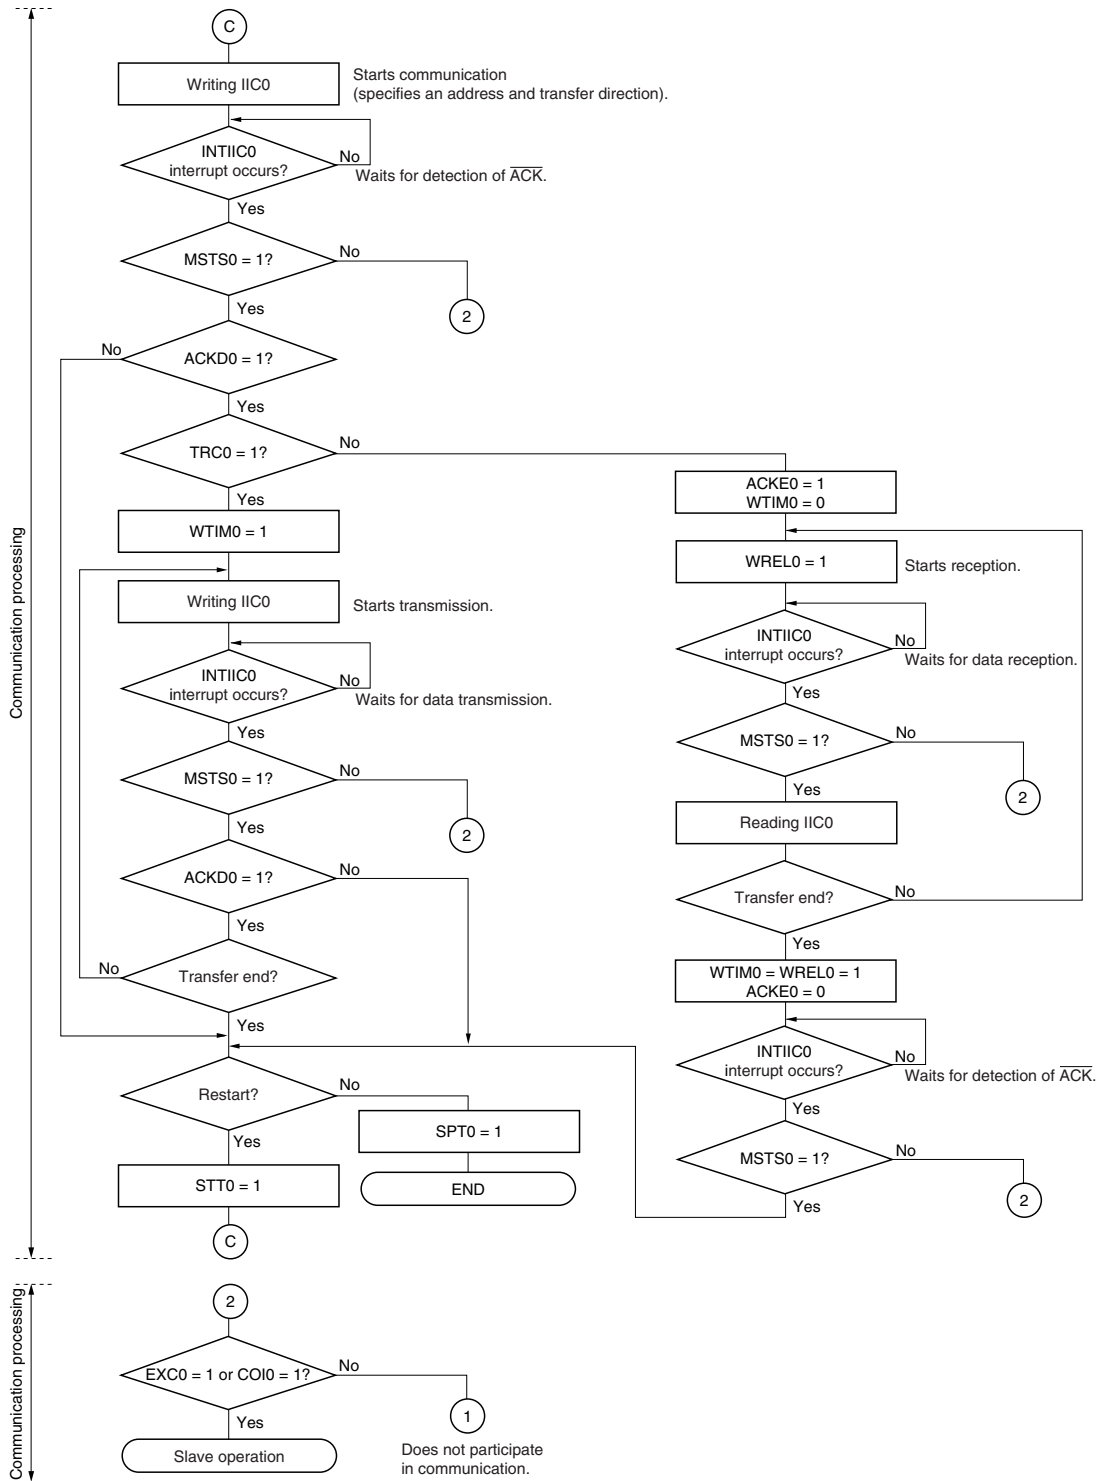 C
Writing IIC0
Starts communication
(specifies an address and transfer direction).
INTIIC0
interrupt occurs?
No
Waits for detection of ACK.
Yes
MSTS0 = 1?
No
2
Yes
No
ACKD0 = 1?
Yes
TRC0 = 1?
No
Yes
WTIM0 = 1
Writing IIC0
Starts transmission.
INTIIC0
interrupt occurs?
No
Waits for data transmission.
Yes
MSTS0 = 1?
No
2
Yes
ACKD0 = 1?
No
Yes
No
Transfer end?
Yes
Restart?
No
SPT0 = 1
END
Yes
STT0 = 1
C
ACKE0 = 1
WTIM0 = 0
WREL0 = 1
Starts reception.
INTIIC0
interrupt occurs?
No
Waits for data reception.
Yes
MSTS0 = 1?
No
2
Yes
Reading IIC0
Transfer end?
No
Yes
WTIM0 = WREL0 = 1
ACKE0 = 0
INTIIC0
interrupt occurs?
No
Waits for detection of ACK.
Yes
MSTS0 = 1?
No
2
Yes
Communication processing
2
EXC0 = 1 or COI0 = 1?
No
1
Does not participate
in communication.
Yes
Slave operation
Communication processing